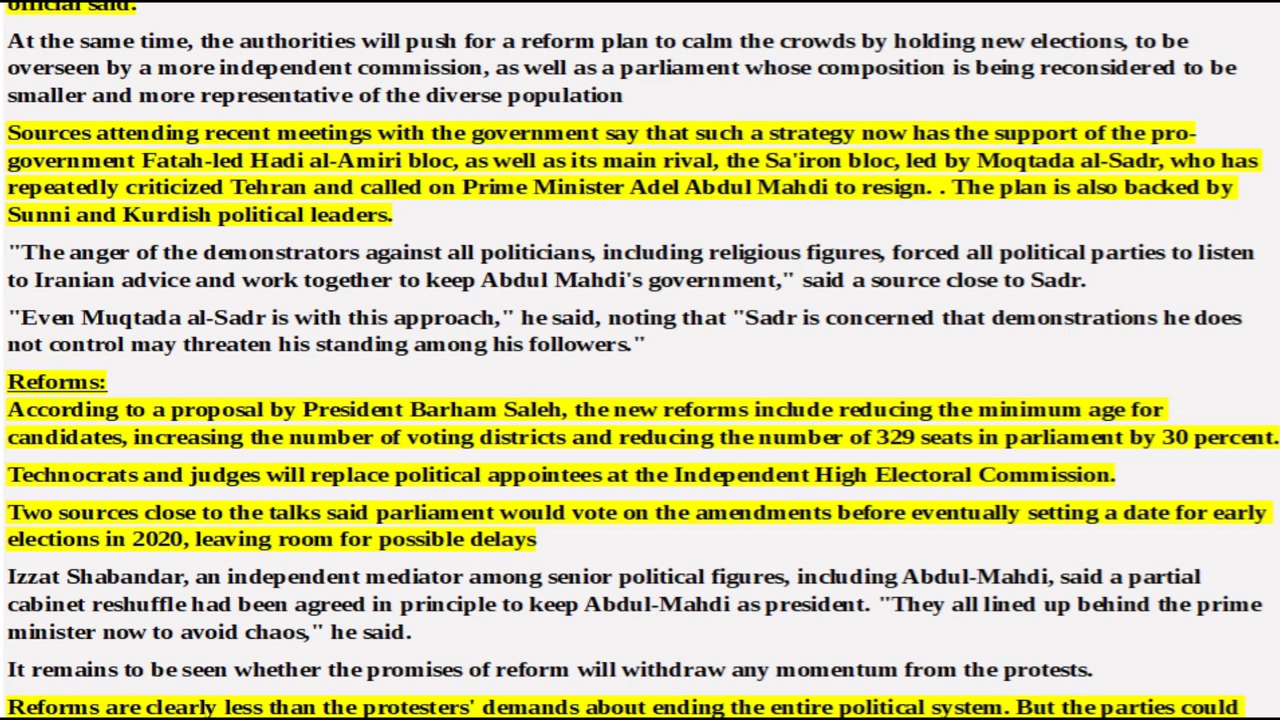 official said.
At the same time, the authorities will push for a reform plan to calm the crowds by holding new elections, to be
overseen by a more independent commission, as well as a parliament whose composition is being reconsidered to be
smaller and more representative of the diverse population
Sources attending recent meetings with the government say that such a strategy now has the support of the pro-
government Fatah-led Hadi al-Amiri bloc, as well as its main rival, the Sa'iron bloc, led by Moqtada al-Sadr, who has
repeatedly criticized Tehran and called on Prime Minister Adel Abdul Mahdi to resign. . The plan is also backed by
Sunni and Kurdish political leaders.
"The anger of the demonstrators against all politicians, including religious figures, forced all political parties to listen
to Iranian advice and work together to keep Abdul Mahdi's government," said a source close to Sadr.
"Even Muqtada al-Sadr is with this approach," he said, noting that "Sadr is concerned that demonstrations he does
not control may threaten his standing among his followers."
Reforms:
According to a proposal by President Barham Saleh, the new reforms include reducing the minimum age for
candidates, increasing the number of voting districts and reducing the number of 329 seats in parliament by 30 percent.
Technocrats and judges will replace political appointees at the Independent High Electoral Commission.
Two sources close to the talks said parliament would vote on the amendments before eventually setting a date for early
elections in 2020, leaving room for possible delays
Izzat Shabandar, an independent mediator among senior political figures, including Abdul-Mahdi, said a partial
cabinet reshuffle had been agreed in principle to keep Abdul-Mahdi as president. "They all lined up behind the prime
minister now to avoid chaos," he said.
It remains to be seen whether the promises of reform will withdraw any momentum from the protests.
Reforms are clearly less than the protesters' demands about ending the entire political system. But the parties could